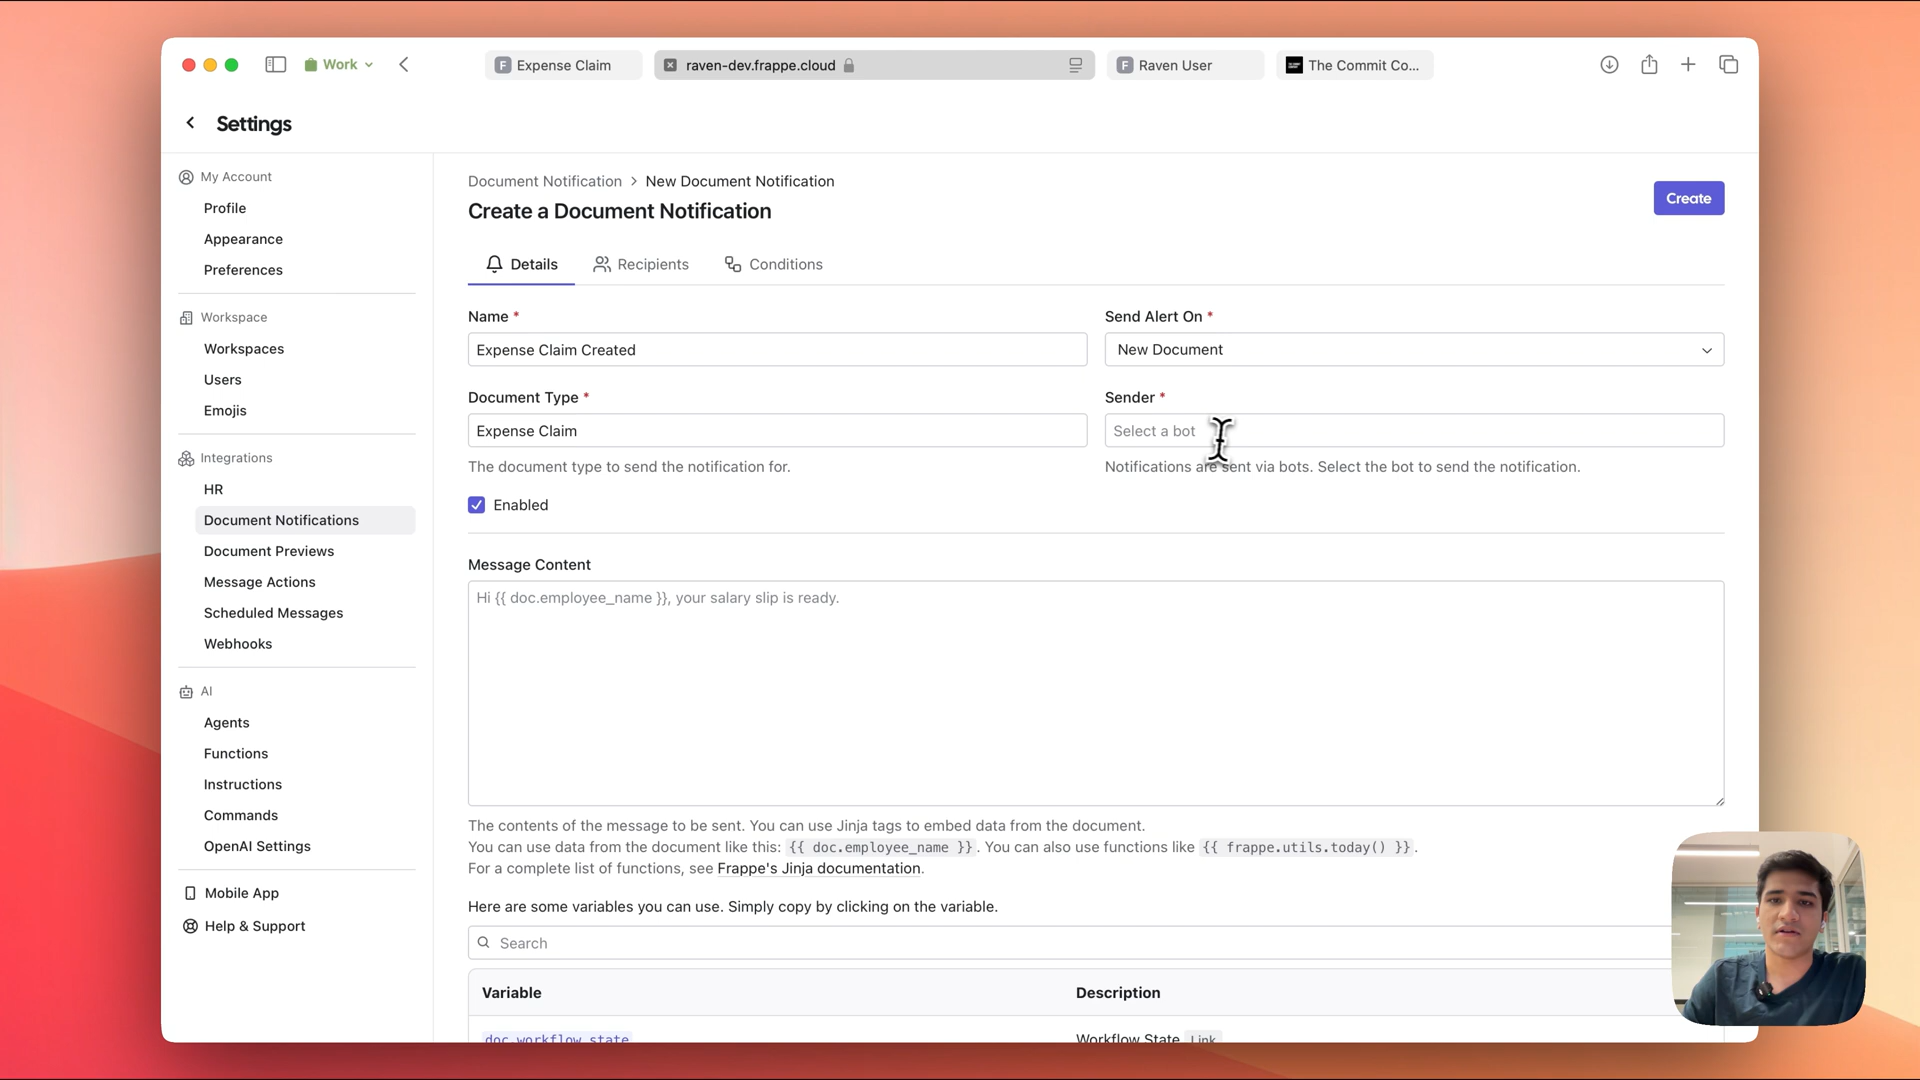 Work
Expense Claim
raven-dev.frappe.cloud
Raven User
The Commit Co...
Settings
My Account
Profile
Appearance
Preferences
Workspace
Workspaces
Users
Emojis
Integrations
HR
Document Notifications
Document Previews
Message Actions
Scheduled Messages
Webhooks
AI
Agents
Functions
Instructions
Commands
OpenAI Settings
Mobile App
Help & Support
Document Notification > New Document Notification
Create a Document Notification
Create
Details
Recipients
Conditions
Name *
Expense Claim Created
Send Alert On *
New Document
Document Type *
Expense Claim
The document type to send the notification for.
Sender *
Select a bot
Notifications are sent via bots. Select the bot to send the notification.
Enabled
Message Content
Hi {{ doc.employee_name }}, your salary slip is ready.
The contents of the message to be sent. You can use Jinja tags to embed data from the document.
You can use data from the document like this: {{ doc.employee_name }}. You can also use functions like {{ frappe.utils.today() }}.
For a complete list of functions, see Frappe's Jinja documentation.
Here are some variables you can use. Simply copy by clicking on the variable.
Search
Variable
Description
doc.workflow_state
Workflow State Link